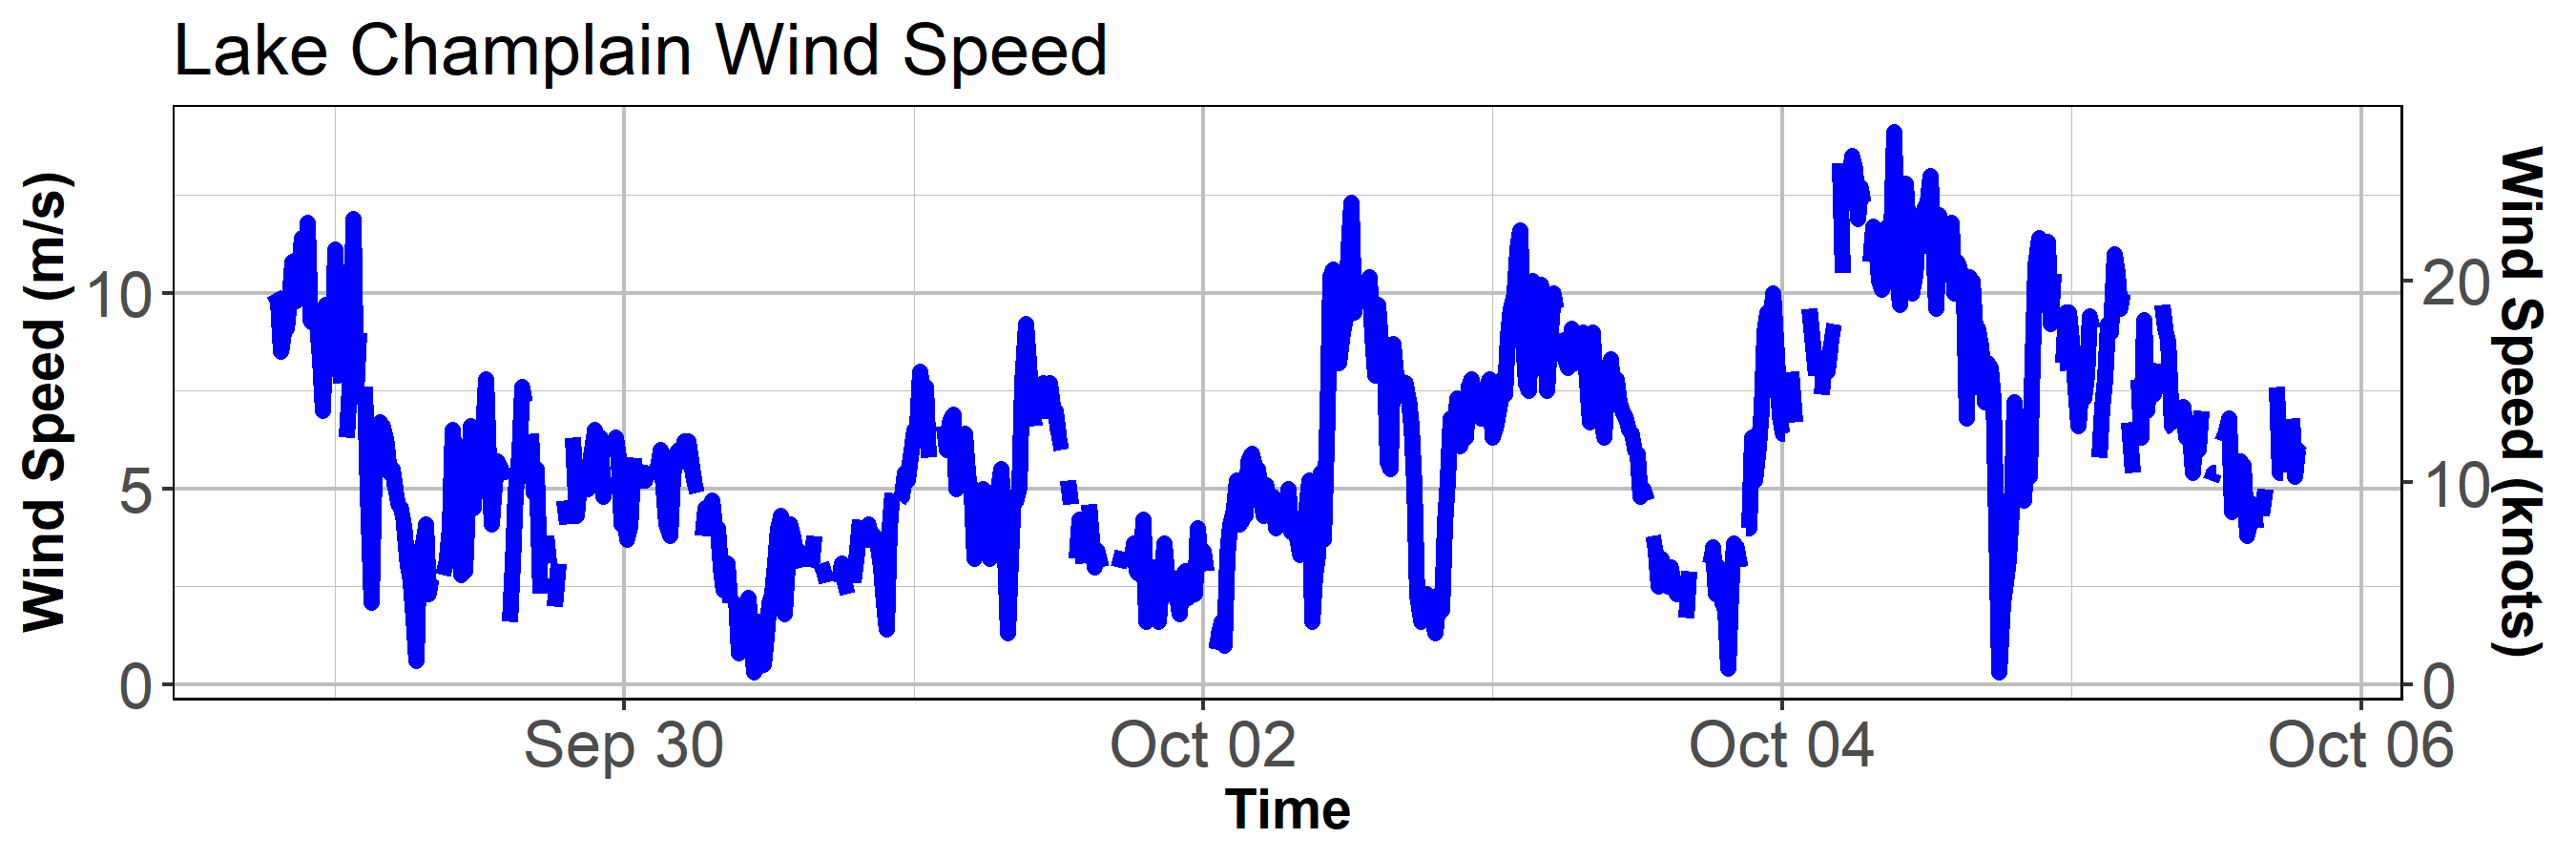 Lake Champlain Wind Speed
Wind Speed (m/s)
10
5
0
20
10
0
Wind Speed (knots)
Sep 30
Oct 02
Oct 04
Oct 06
Time